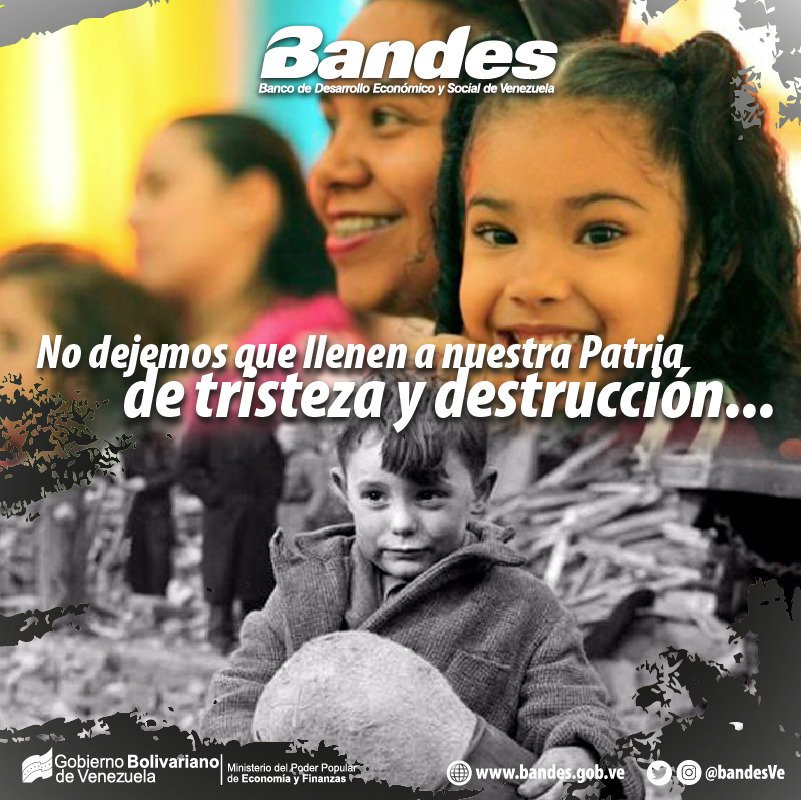 Bandes
Banco de Desarrollo Económico y Social de Venezuela
No dejemos que llenen a nuestra Patria
de tristeza y destrucción...
Gobierno Bolivariano
de Venezuela
Ministerio del Poder Popular
de Economía y Finanzas
www.bandes.gob.ve
@bandesVe